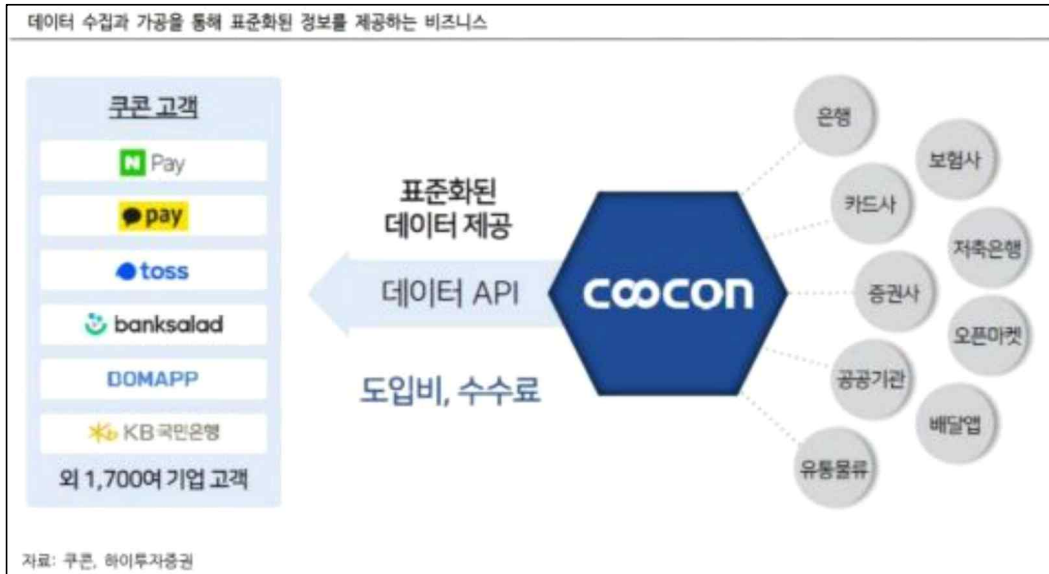 데이터 수집과 가공을 통해 표준화된 정보를 제공하는 비즈니스
쿠콘 고객
N Pay
pay
toss
banksalad
DOMAPP
KB국민은행
외 1,700여 기업 고객
표준화된
데이터 제공
데이터 API
도입비, 수수료
coocon
은행
보험사
카드사
저축은행
증권사
오픈마켓
공공기관
배달앱
유통물류
자료: 쿠콘, 하이투자증권